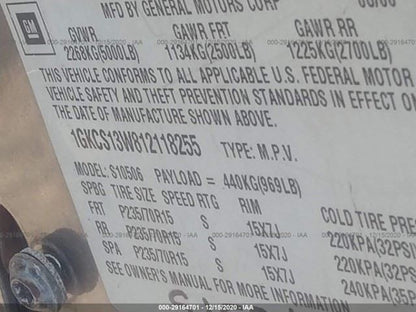 MFD BY GENERAL MOTORS CORP
GM
GVWR GAWR FRT GAWR RR
2268KG(5000LB) 1134KG(2500LB) 1225KG(2700LB)
THIS VEHICLE CONFORMS TO ALL APPLICABLE U.S. FEDERAL MOTOR
VEHICLE SAFETY AND THEFT PREVENTION STANDARDS IN EFFECT O
THE DATE OF MANUFACTURE SHOWN ABOVE.
1GKCS13W812118255 TYPE: M.P.V.
MODEL: S10506 PAYLOAD = 440KG(969LB)
SPBG TIRE SIZE SPEED RTG RIM COLD TIRE PRE
FRT P235/70R15 S 15X7J 220KPA(32PSI
RR P235/70R15 S 15X7J 220KPA(32PS
SPA P235/70R15 S 15X7J 240KPA(35P
SEE OWNER'S MANUAL FOR MORE INFORMATION
000-29164701 - 12/15/2020 - IAA